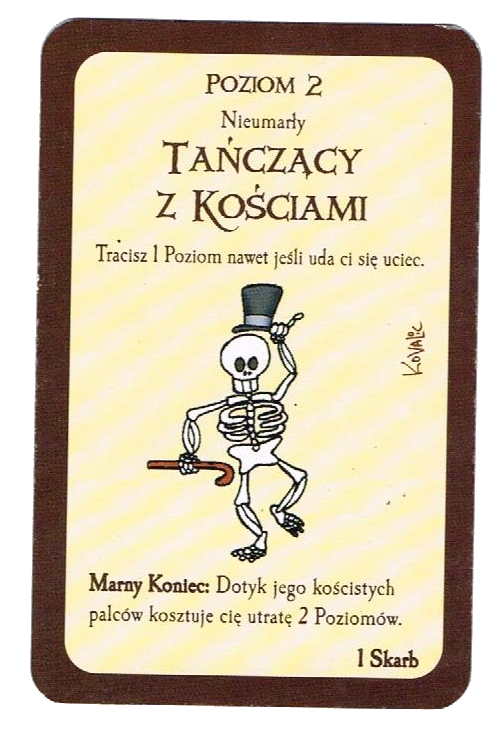 Poziom 2
Nieumarły
Tańczący
z Kościami
Tracisz 1 Poziom nawet jeśli uda ci się uciec.
Kovalic
Marny Koniec: Dotyk jego kościstych
palców kosztuje cię utratę 2 Poziomów.
1 Skarb